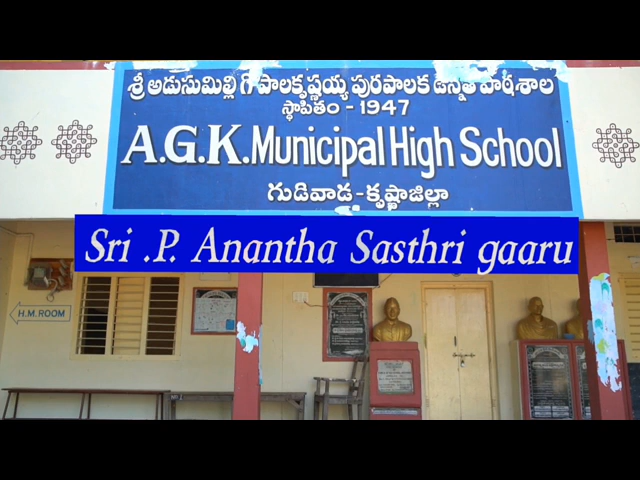 శ్రీ అడుసుమిల్లి గోపాలకృష్ణయ్య పురపాలక ఉన్నత పాఠశాల
స్థాపితం - 1947
A.G.K. Municipal High School
గుడివాడ - కృష్ణాజిల్లా
Sri .P. Anantha Sasthri gaaru
H.M. ROOM